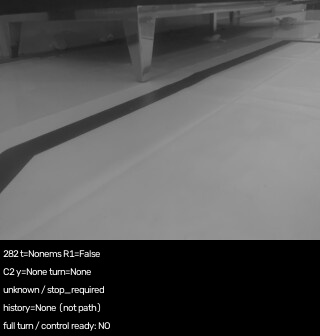 282 t=Nonems R1=False
C2 y=None turn=None
unknown / stop_required
history=None (not path)
full turn / control ready: NO